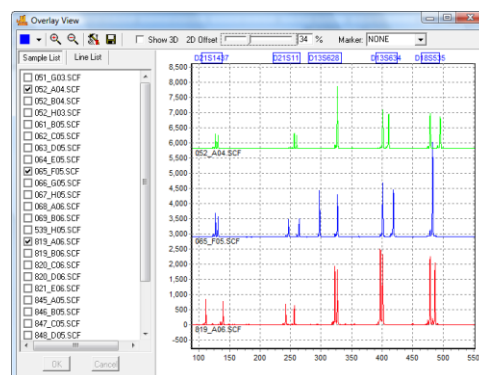 Overlay View
Show 3D 2D Offset 34 % Marker: NONE
Sample List Line List
051_G03.SCF
052_A04.SCF
052_B04.SCF
052_H03.SCF
061_B05.SCF
062_C05.SCF
063_D05.SCF
064_E05.SCF
065_F05.SCF
066_G05.SCF
067_H05.SCF
068_A06.SCF
069_B06.SCF
539_H05.SCF
819_A06.SCF
819_B06.SCF
820_C06.SCF
820_D06.SCF
821_E06.SCF
845_A05.SCF
846_B05.SCF
847_C05.SCF
848_D05.SCF
OK Cancel
D21S1437 D21S11 D13S628 D13S634 D18S535
8,500
8,000
7,500
7,000
6,500
6,000
5,500
052_A04.SCF
5,000
4,500
4,000
3,500
3,000
065_F05.SCF
2,500
2,000
1,500
1,000
500
0
819_A06.SCF
-500
100 150 200 250 300 350 400 450 500 550